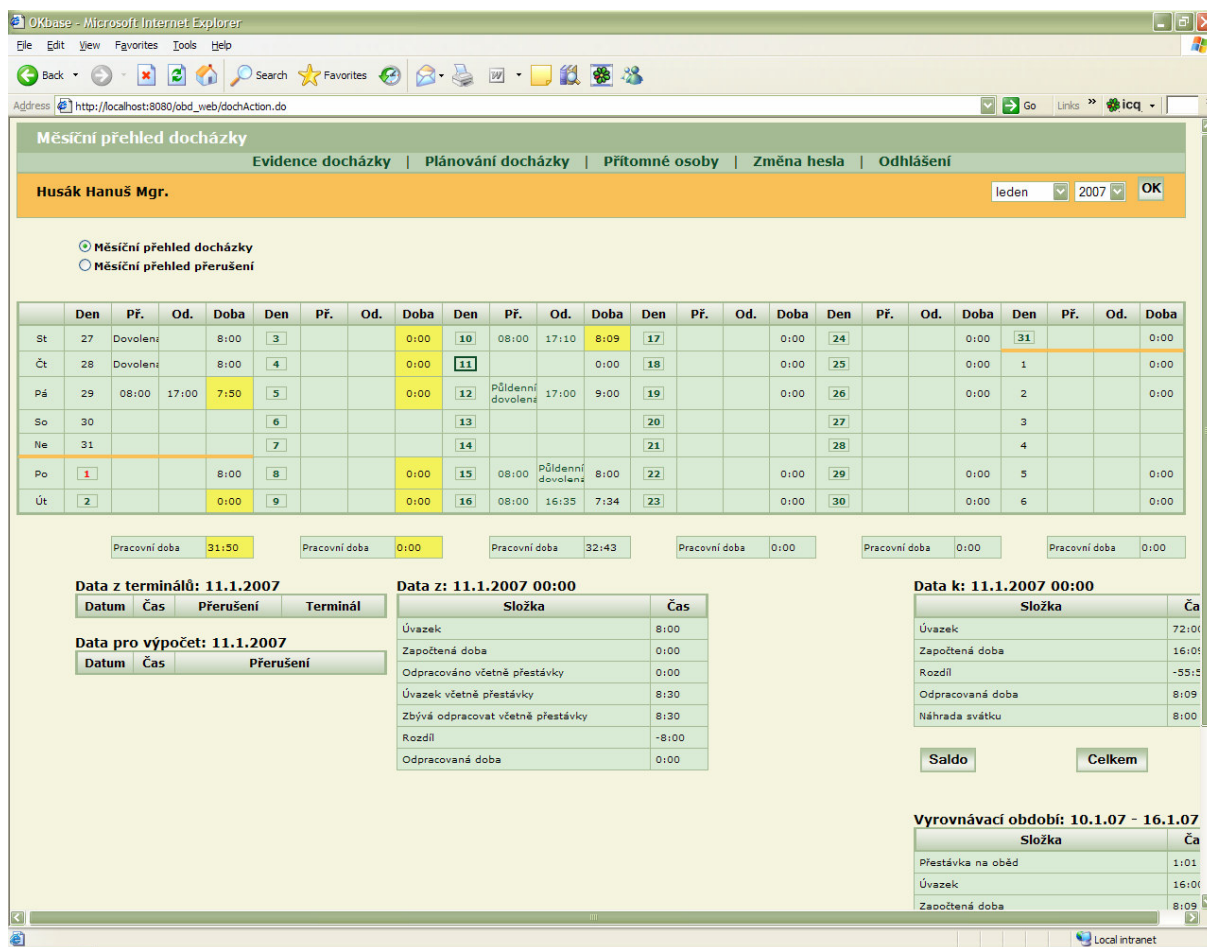 OKbase - Microsoft Internet Explorer
File Edit View Favorites Tools Help
Back Search Favorites
Address http://localhost:8080/obd_web/dochAction.do Go Links » icq
Měsíční přehled docházky
Evidence docházky | Plánování docházky | Přítomné osoby | Změna hesla | Odhlášení
Husák Hanuš Mgr. leden 2007 OK
Měsíční přehled docházky
Měsíční přehled přerušení
Den Př. Od. Doba Den Př. Od. Doba Den Př. Od. Doba Den Př. Od. Doba Den Př. Od. Doba Den Př. Od. Doba
St 27 Dovolena 8:00 3 0:00 10 08:00 17:10 8:09 17 0:00 24 0:00 31 0:00
Čt 28 Dovolena 8:00 4 0:00 11 0:00 18 0:00 25 0:00 1 0:00
Pá 29 08:00 17:00 7:50 5 0:00 12 Půldenní dovolena 17:00 9:00 19 0:00 26 0:00 2 0:00
So 30 6 13 20 27 3
Ne 31 7 14 21 28 4
Po 1 8:00 8 0:00 15 08:00 Půldenní dovolena 8:00 22 0:00 29 0:00 5 0:00
Út 2 0:00 9 0:00 16 08:00 16:35 7:34 23 0:00 30 0:00 6 0:00
Pracovní doba 31:50 Pracovní doba 0:00 Pracovní doba 32:43 Pracovní doba 0:00 Pracovní doba 0:00 Pracovní doba 0:00
Data z terminálů: 11.1.2007
Datum Čas Přerušení Terminál
Data pro výpočet: 11.1.2007
Datum Čas Přerušení
Data z: 11.1.2007 00:00
Složka Čas
Úvazek 8:00
Započtená doba 0:00
Odpracováno včetně přestávky 0:00
Úvazek včetně přestávky 8:30
Zbývá odpracovat včetně přestávky 8:30
Rozdíl -8:00
Odpracovaná doba 0:00
Data k: 11.1.2007 00:00
Složka Ča
Úvazek 72:00
Započtená doba 16:09
Rozdíl -55:5
Odpracovaná doba 8:09
Náhrada svátku 8:00
Saldo Celkem
Vyrovnávací období: 10.1.07 - 16.1.07
Složka Ča
Přestávka na oběd 1:01
Úvazek 16:00
Započtená doba 8:09
Local intranet